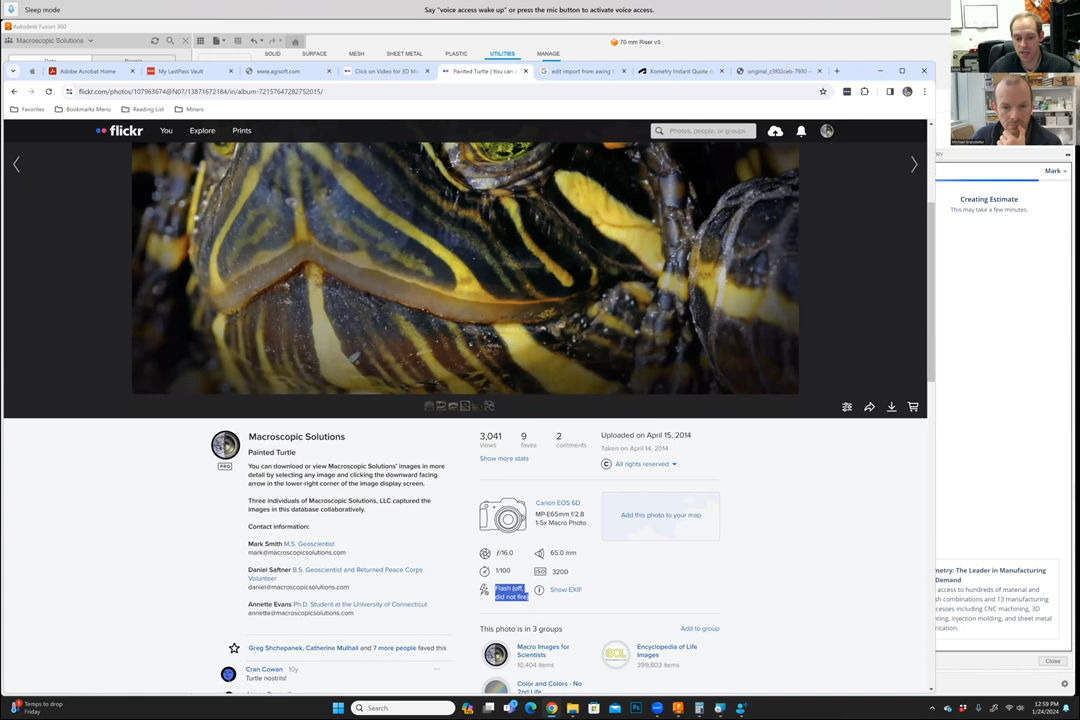 Sleep mode
Say "voice access wake up" or press the mic button to activate voice access.
Autodesk Fusion 360
Macroscopic Solutions
70 mm Riser v3
SOLID SURFACE MESH SHEET METAL PLASTIC UTILITIES MANAGE
Adobe Acrobat Home
My LastPass Vault
www.agisoft.com
Click on Video for 3D M
Painted Turtle | You can
edit import from awing
Xometry Instant Quote
original_c3f02ceb-7930-
flickr.com/photos/107963674@N07/13871672184/in/album-72157647282752015/
Favorites
Bookmarks Menu
Reading List
Miners
flickr
You
Explore
Prints
Photos, people, or groups
Mark
Creating Estimate
This may take a few minutes.
Macroscopic Solutions
PRO
Painted Turtle
You can download or view Macroscopic Solutions' images in more
detail by selecting any image and clicking the downward facing
arrow in the lower-right corner of the image display screen.
Three individuals of Macroscopic Solutions, LLC captured the
images in this database collaboratively.
Contact information:
Mark Smith M.S. Geoscientist
mark@macroscopicsolutions.com
Daniel Saftner B.S. Geoscientist and Returned Peace Corps
Volunteer
daniel@macroscopicsolutions.com
Annette Evans Ph.D. Student at the University of Connecticut
annette@macroscopicsolutions.com
Greg Shchepanek, Catherine Mulhall and 7 more people faved this
Cran Cowan 10y
Turtle nostrils!
3,041 9 2
views faves comments
Show more stats
Uploaded on April 15, 2014
Taken on April 14, 2014
All rights reserved
Canon EOS 6D
MP-E65mm f/2.8
1-5x Macro Photo
Add this photo to your map
ƒ/16.0
65.0 mm
1/100
ISO 3200
Flash (off,
did not fire)
Show EXIF
This photo is in 3 groups
Add to group
Macro Images for
Scientists
10,404 items
Encyclopedia of Life
Images
399,803 items
Color and Colors - No
2nd Life
metry: The Leader in Manufacturing
Demand
access to hundreds of material and
sh combinations and 13 manufacturing
cesses including CNC machining, 3D
nting, injection molding, and sheet metal
rication.
Close
Temps to drop
Friday
Search
12:59 PM
1/24/2024